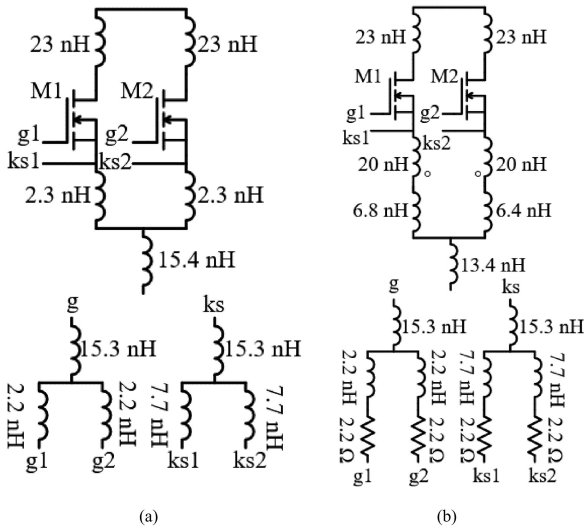 23 nH
23 nH
M1
M2
g1
g2
ks1
ks2
2.3 nH
2.3 nH
15.4 nH
g
ks
15.3 nH
15.3 nH
2.2 nH
2.2 nH
7.7 nH
7.7 nH
g1
g2
ks1
ks2
(a)
23 nH
23 nH
M1
M2
g1
g2
ks1
ks2
20 nH
20 nH
6.8 nH
6.4 nH
13.4 nH
g
ks
15.3 nH
15.3 nH
2.2 nH
2.2 nH
7.7 nH
7.7 nH
2.2 Ω
2.2 Ω
2.2 Ω
2.2 Ω
g1
g2
ks1
ks2
(b)